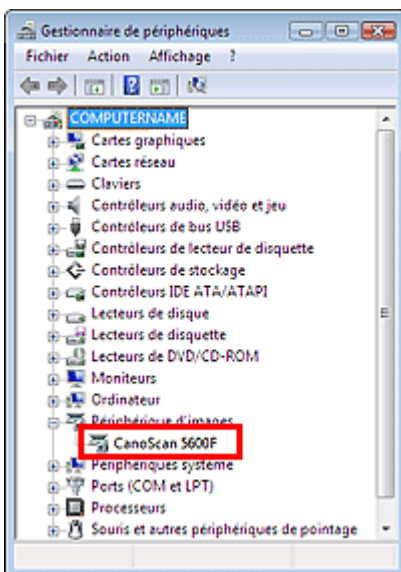 Gestionnaire de périphériques
Fichier Action Affichage ?
COMPUTERNAME
Cartes graphiques
Cartes réseau
Claviers
Contrôleurs audio, vidéo et jeu
Contrôleurs de bus USB
Contrôleurs de lecteur de disquette
Contrôleurs de stockage
Contrôleurs IDE ATA/ATAPI
Lecteurs de disque
Lecteurs de disquette
Lecteurs de DVD/CD-ROM
Moniteurs
Ordinateur
Périphérique d'images
CanoScan 5600F
Périphériques système
Ports (COM et LPT)
Processeurs
Souris et autres périphériques de pointage